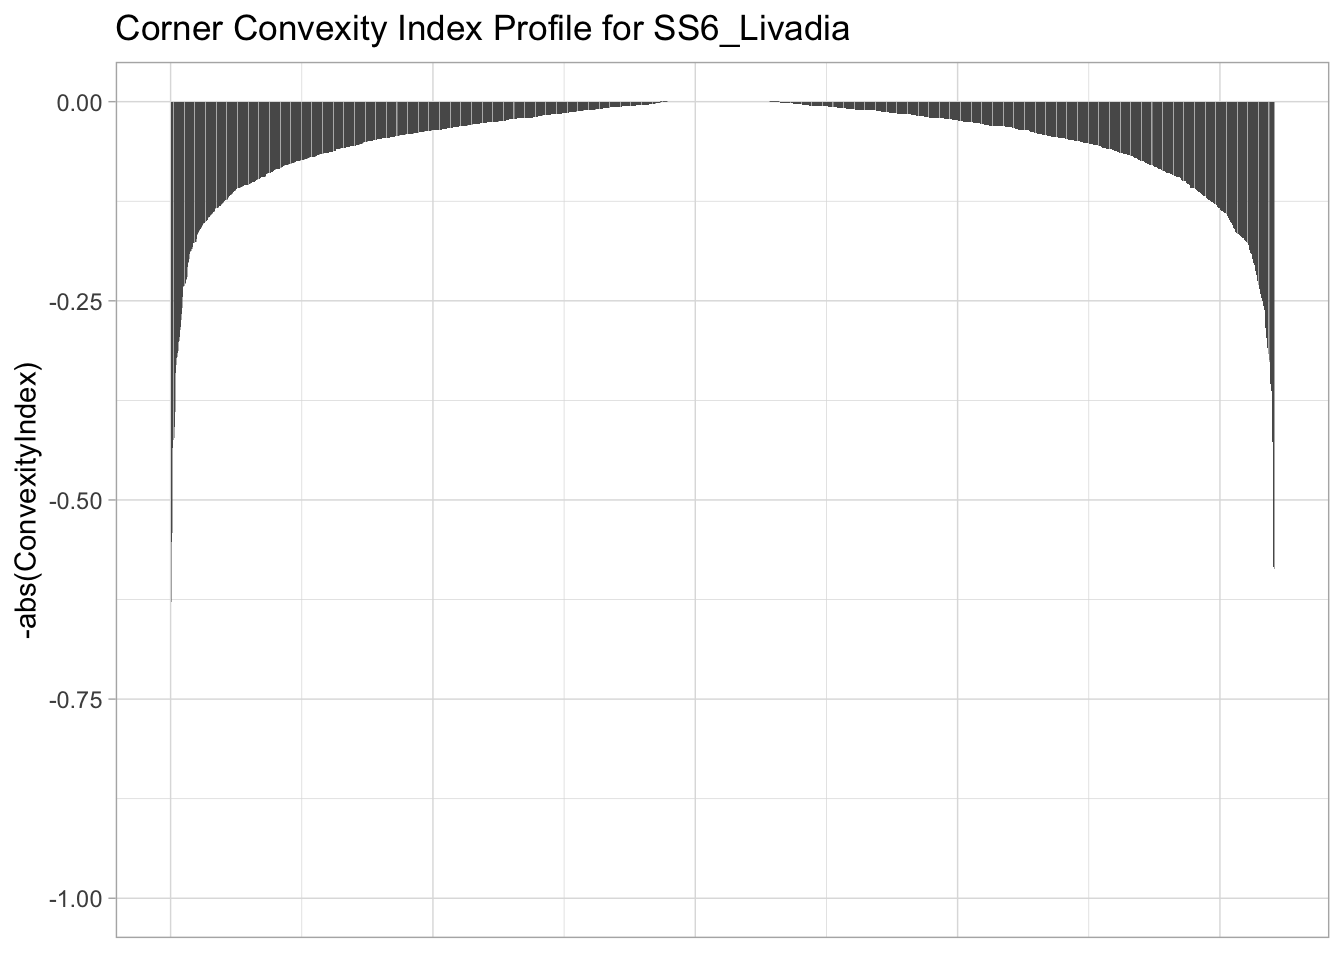 Corner Convexity Index Profile for SS6_Livadia
0.00
-0.25
-0.50
-0.75
-1.00
-abs(ConvexityIndex)